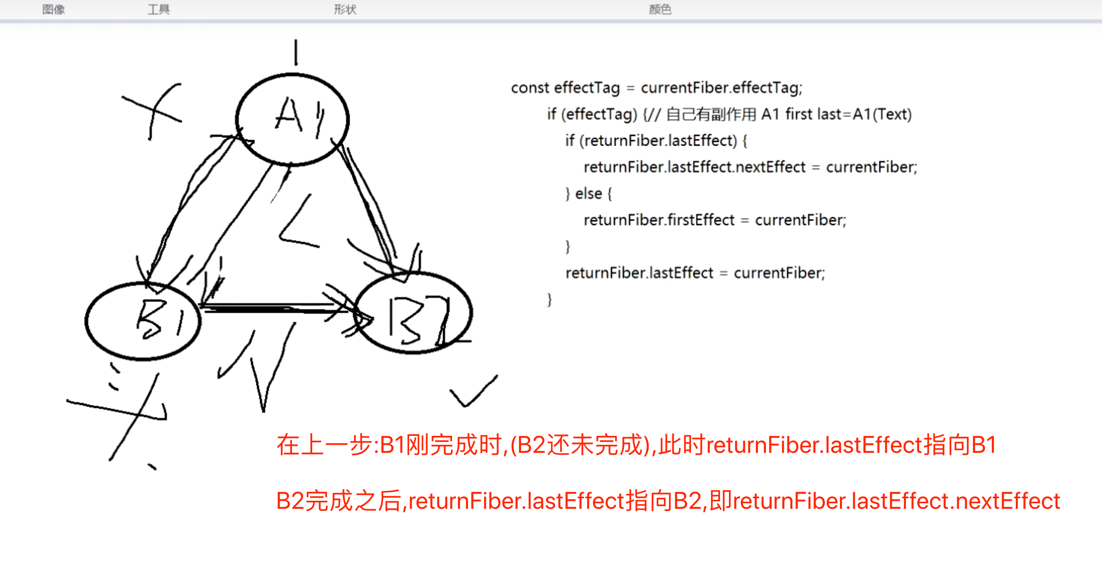 图像 工具 形状 颜色
const effectTag = currentFiber.effectTag;
if (effectTag) {// 自己有副作用 A1 first last=A1(Text)
if (returnFiber.lastEffect) {
returnFiber.lastEffect.nextEffect = currentFiber;
} else {
returnFiber.firstEffect = currentFiber;
}
returnFiber.lastEffect = currentFiber;
}
A1
B1
B2
在上一步:B1刚完成时,(B2还未完成),此时returnFiber.lastEffect指向B1
B2完成之后,returnFiber.lastEffect指向B2,即returnFiber.lastEffect.nextEffect